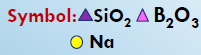 Symbol: ▲SiO₂ △B₂O₃
○ Na